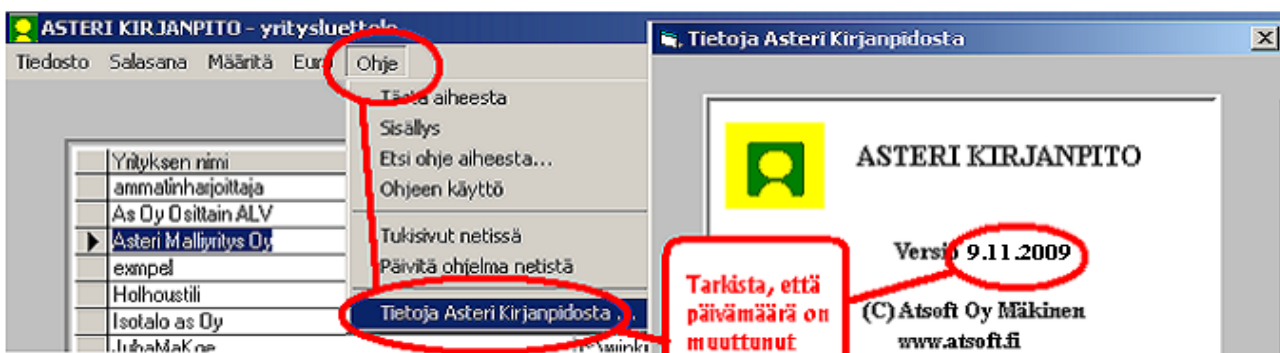 ASTERI KIRJANPITO - yritysluettelo
Tiedosto Salasana Määritä Euro Ohje
Tästä aiheesta
Sisällys
Etsi ohje aiheesta...
Ohjeen käyttö
Tukisivut netissä
Päivitä ohjelma netistä
Tietoja Asteri Kirjanpidosta ...
Yrityksen nimi
ammatinharjoittaja
As Oy Osittain ALV
Asteri Malliyritys Oy
exmpel
Holhoustili
Isotalo as Oy
Tarkista, että
päivämäärä on
muuttunut
Tietoja Asteri Kirjanpidosta
ASTERI KIRJANPITO
Versio 9.11.2009
(C) Atsoft Oy Mäkinen
www.atsoft.fi